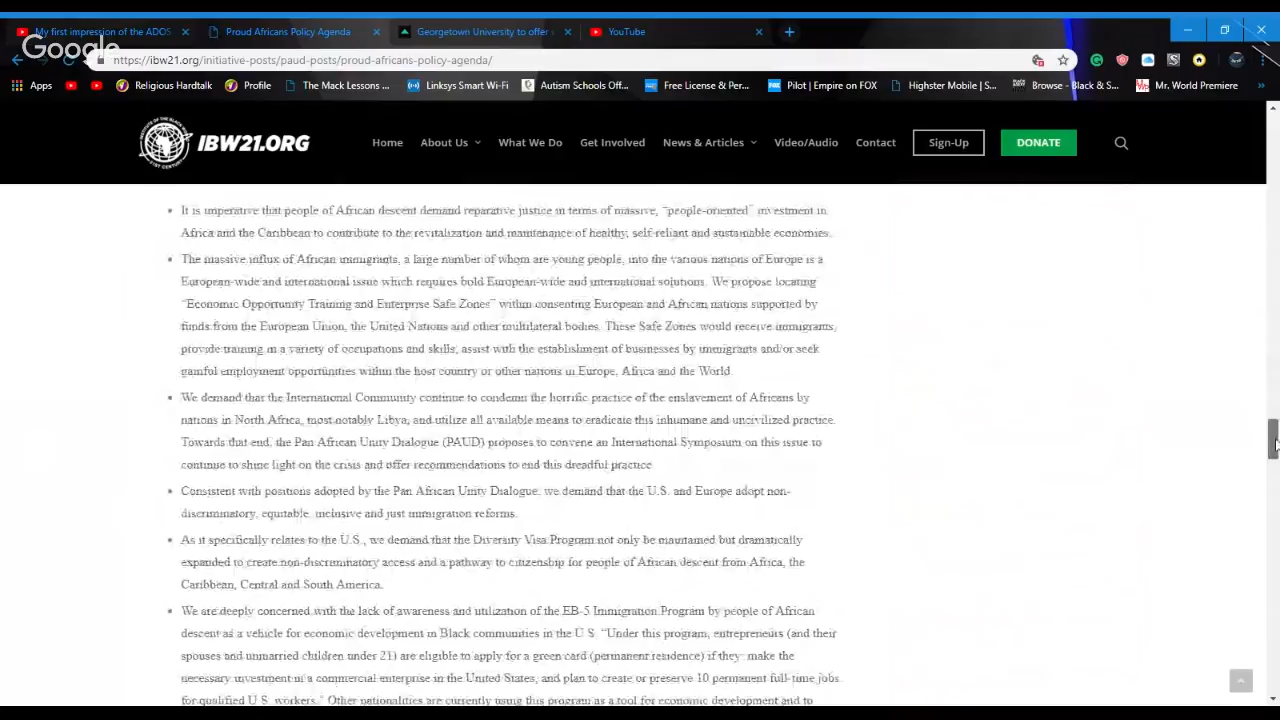 My first impression of the ADOS
Proud Africans Policy Agenda
Georgetown University to offer s
YouTube
Google
https://ibw21.org/initiative-posts/paud-posts/proud-africans-policy-agenda/
Apps
Religious Hardtalk
Profile
The Mack Lessons ...
Linksys Smart Wi-Fi
Autism Schools Off...
Free License & Per...
Pilot | Empire on FOX
Highster Mobile | S...
Browse - Black & S...
Mr. World Premiere
IBW21.ORG
Home
About Us
What We Do
Get Involved
News & Articles
Video/Audio
Contact
Sign-Up
DONATE
It is imperative that people of African descent demand reparative justice in terms of massive, "people-oriented" investment in
Africa and the Caribbean to contribute to the revitalization and maintenance of healthy, self-reliant and sustainable economies.
The massive influx of African immigrants, a large number of whom are young people, into the various nations of Europe is a
European-wide and international issue which requires bold European-wide and international solutions. We propose locating
"Economic Opportunity Training and Enterprise Safe Zones" within consenting European and African nations supported by
funds from the European Union, the United Nations and other multilateral bodies. These Safe Zones would receive immigrants,
provide training in a variety of occupations and skills, assist with the establishment of businesses by immigrants and/or seek
gainful employment opportunities within the host country or other nations in Europe, Africa and the World.
We demand that the International Community continue to condemn the horrific practice of the enslavement of Africans by
nations in North Africa, most notably Libya, and utilize all available means to eradicate this inhumane and uncivilized practice.
Towards that end, the Pan African Unity Dialogue (PAUD) proposes to convene an International Symposium on this issue to
continue to shine light on the crisis and offer recommendations to end this dreadful practice.
Consistent with positions adopted by the Pan African Unity Dialogue, we demand that the U.S. and Europe adopt non-
discriminatory, equitable, inclusive and just immigration reforms.
As it specifically relates to the U.S., we demand that the Diversity Visa Program not only be maintained but dramatically
expanded to create non-discriminatory access and a pathway to citizenship for people of African descent from Africa, the
Caribbean, Central and South America.
We are deeply concerned with the lack of awareness and utilization of the EB-5 Immigration Program by people of African
descent as a vehicle for economic development in Black communities in the U.S. "Under this program, entrepreneurs (and their
spouses and unmarried children under 21) are eligible to apply for a green card (permanent residence) if they: make the
necessary investment in a commercial enterprise in the United States, and plan to create or preserve 10 permanent full-time jobs
for qualified U.S. workers." Other nationalities are currently using this program as a tool for economic development and to